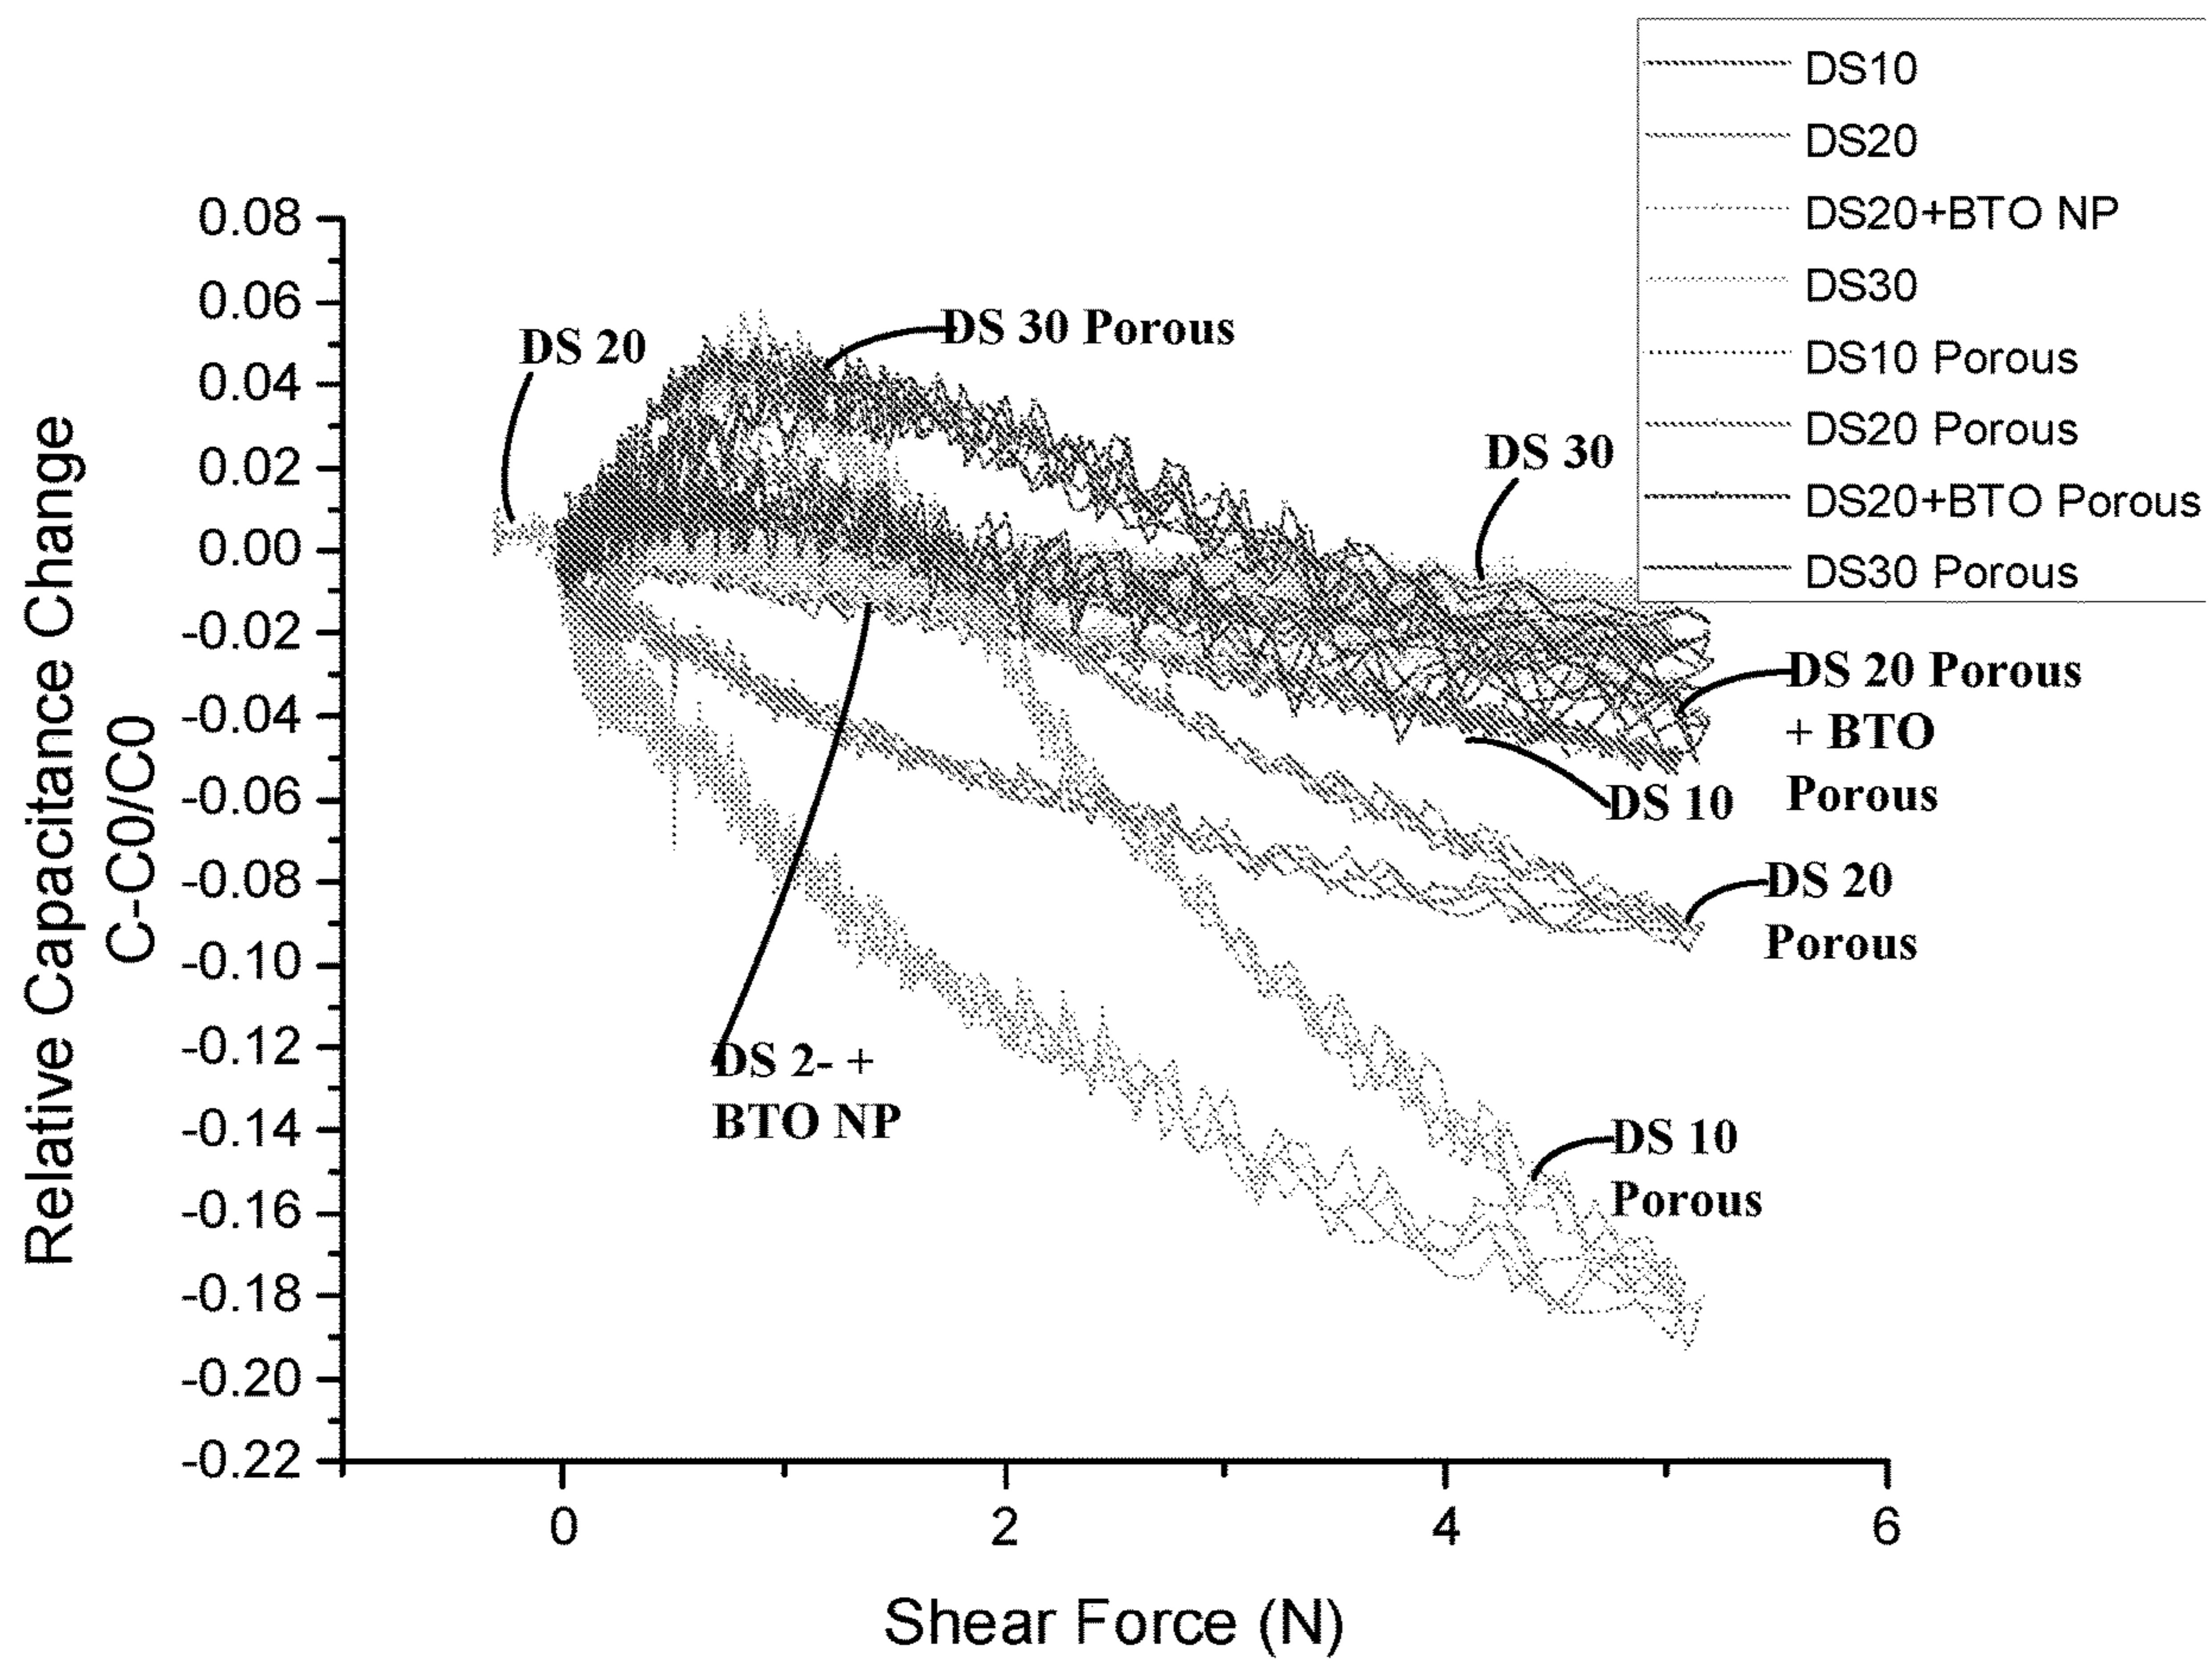 DS10
DS20
DS20+BTO NP
DS30
DS10 Porous
DS20 Porous
DS20+BTO Porous
DS30 Porous
Relative Capacitance Change
C-C0/C0
0.08
0.06
0.04
0.02
0.00
-0.02
-0.04
-0.06
-0.08
-0.10
-0.12
-0.14
-0.16
-0.18
-0.20
-0.22
DS 20
DS 30 Porous
DS 30
DS 20 Porous
+ BTO
Porous
DS 10
DS 20
Porous
DS 2- +
BTO NP
DS 10
Porous
0
2
4
6
Shear Force (N)